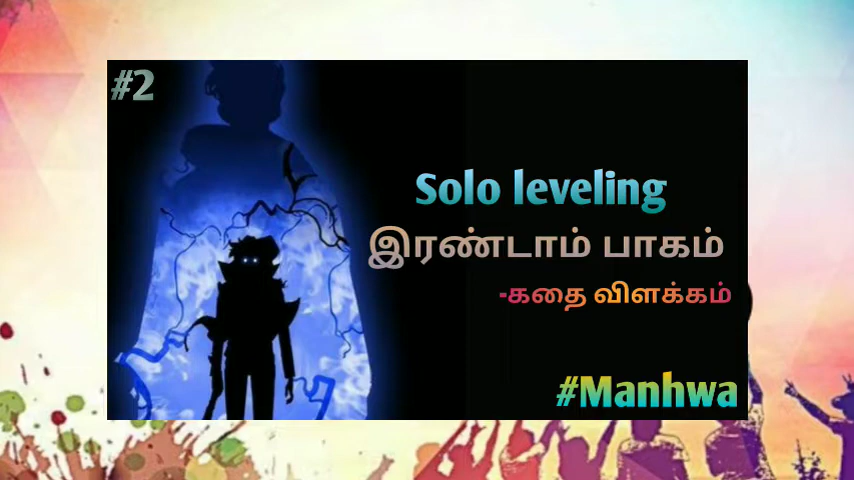 #2
Solo leveling
இரண்டாம் பாகம்
-கதை விளக்கம்
#Manhwa